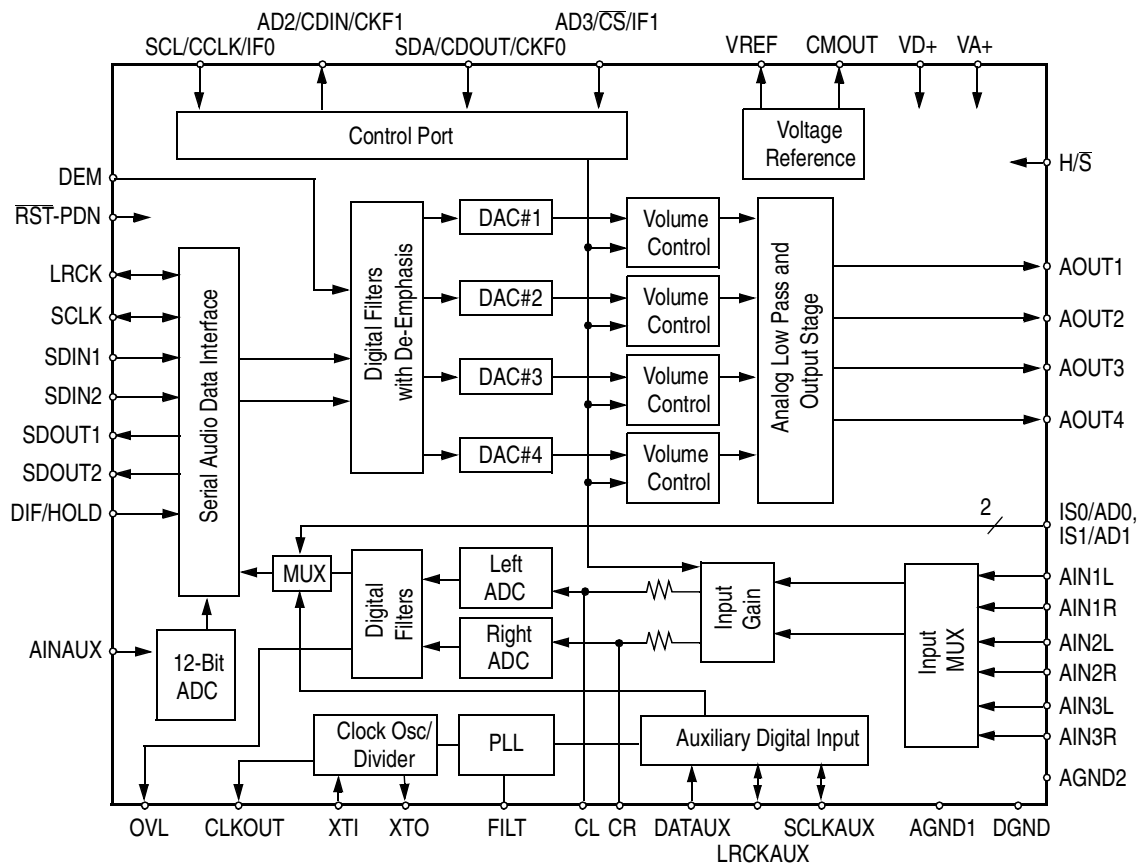 AD2/CDIN/CKF1
AD3/CS/IF1
SCL/CCLK/IF0
SDA/CDOUT/CKF0
VREF
CMOUT
VD+
VA+
Control Port
Voltage
Reference
H/S
DEM
RST-PDN
LRCK
SCLK
SDIN1
SDIN2
SDOUT1
SDOUT2
DIF/HOLD
AINAUX
Serial Audio Data Interface
Digital Filters
with De-Emphasis
DAC#1
DAC#2
DAC#3
DAC#4
Volume
Control
Volume
Control
Volume
Control
Volume
Control
Analog Low Pass and
Output Stage
AOUT1
AOUT2
AOUT3
AOUT4
2
IS0/AD0,
IS1/AD1
MUX
Digital
Filters
Left
ADC
Right
ADC
Input
Gain
Input
MUX
AIN1L
AIN1R
AIN2L
AIN2R
AIN3L
AIN3R
AGND2
12-Bit
ADC
Clock Osc/
Divider
PLL
Auxiliary Digital Input
OVL
CLKOUT
XTI
XTO
FILT
CL
CR
DATAUX
LRCKAUX
SCLKAUX
AGND1
DGND